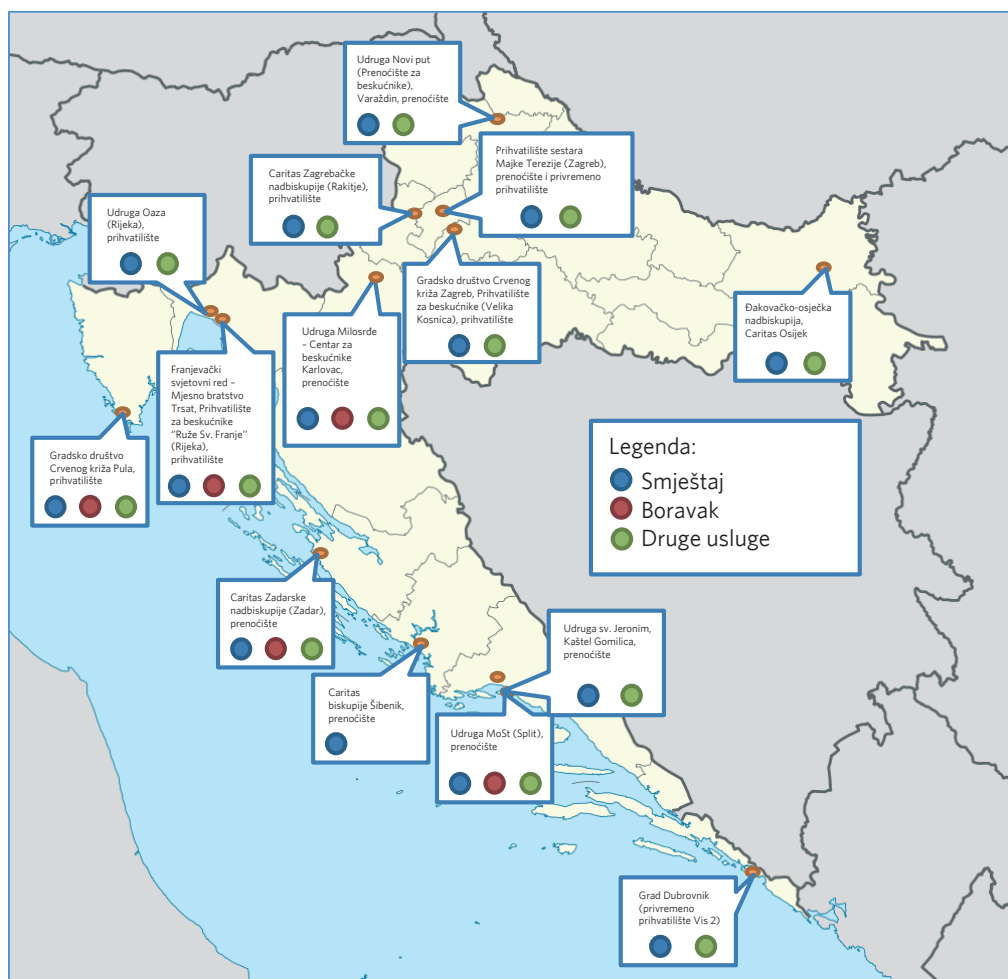 Udruga Novi put
(Prenoćište za
beskućnike),
Varaždin, prenoćište
Prihvatilište sestara
Majke Terezije (Zagreb),
prenoćište i privremeno
prihvatilište
Caritas Zagrebačke
nadbiskupije (Rakitje),
prihvatilište
Udruga Oaza
(Rijeka),
prihvatilište
Gradsko društvo Crvenog
križa Zagreb, Prihvatilište
za beskućnike (Velika
Kosnica), prihvatilište
Đakovačko-osječka
nadbiskupija,
Caritas Osijek
Udruga Milosrđe
– Centar za
beskućnike
Karlovac,
prenoćište
Franjevački
svjetovni red –
Mjesno bratstvo
Trsat, Prihvatilište
za beskućnike
“Ruže Sv. Franje”
(Rijeka),
prihvatilište
Gradsko društvo
Crvenog križa Pula,
prihvatilište
Legenda:
Smještaj
Boravak
Druge usluge
Caritas Zadarske
nadbiskupije (Zadar),
prenoćište
Udruga sv. Jeronim,
Kaštel Gomilica,
prenoćište
Caritas
biskupije Šibenik,
prenoćište
Udruga MoSt (Split),
prenoćište
Grad Dubrovnik
(privremeno
prihvatilište Vis 2)